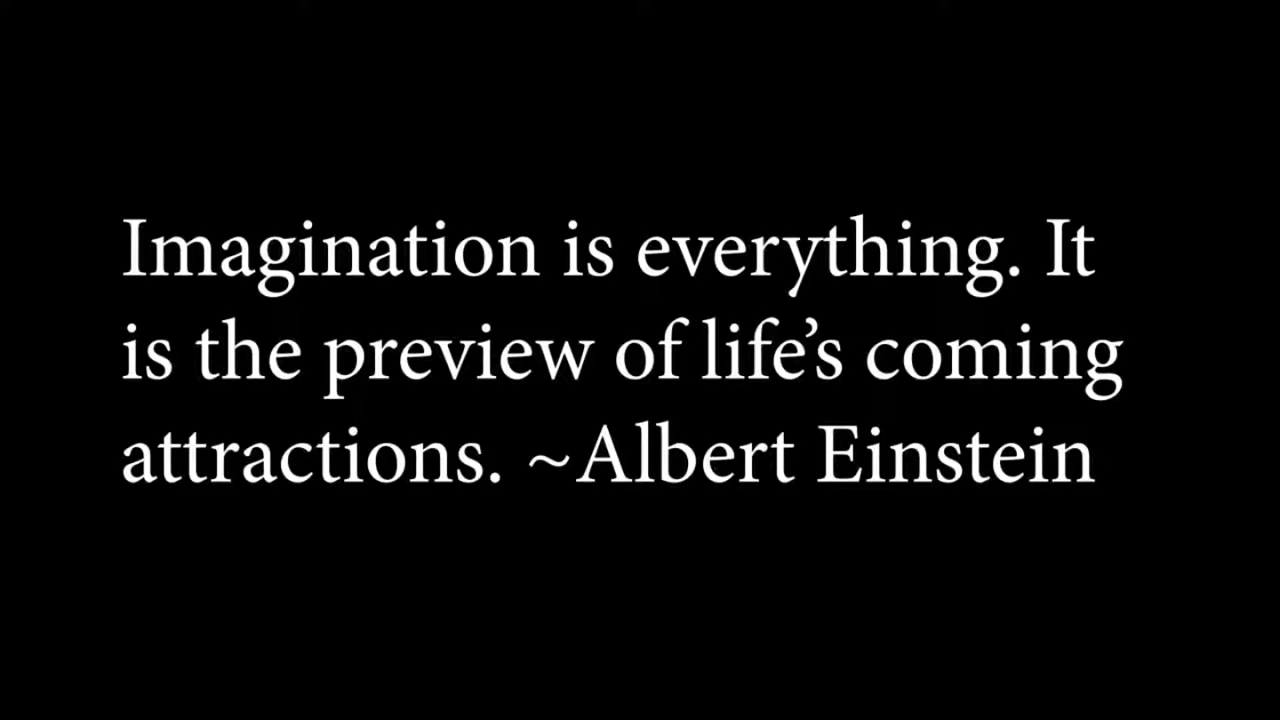 Imagination is everything. It
is the preview of life’s coming
attractions. ~Albert Einstein